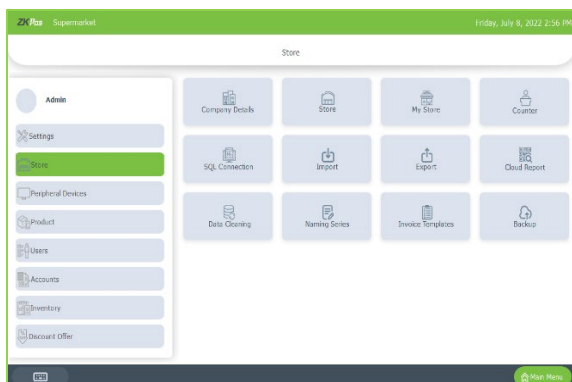 ZKPos Supermarket
Friday, July 8, 2022 2:56 PM
Store
Admin
Settings
Store
Peripheral Devices
Product
Users
Accounts
Inventory
Discount Offer
Company Details
Store
My Store
Counter
SQL Connection
Import
Export
Cloud Report
Data Cleaning
Naming Series
Invoice Templates
Backup
Main Menu